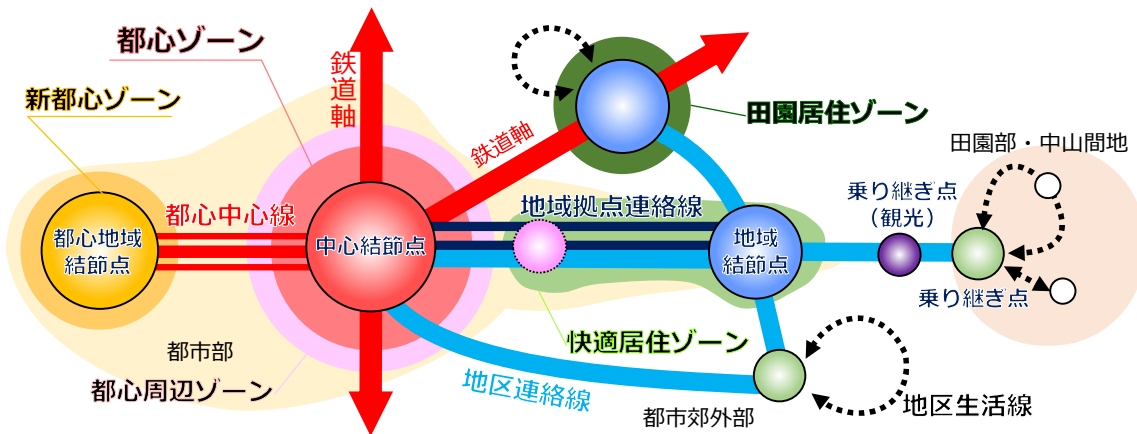 都心ゾーン
新都心ゾーン
鉄道軸
鉄道軸
田園居住ゾーン
田園部・中山間地
都心中心線
地域拠点連絡線
乗り継ぎ点
（観光）
都心地域
結節点
中心結節点
地域
結節点
乗り継ぎ点
快適居住ゾーン
都市部
都心周辺ゾーン
地区連絡線
都市郊外部
地区生活線